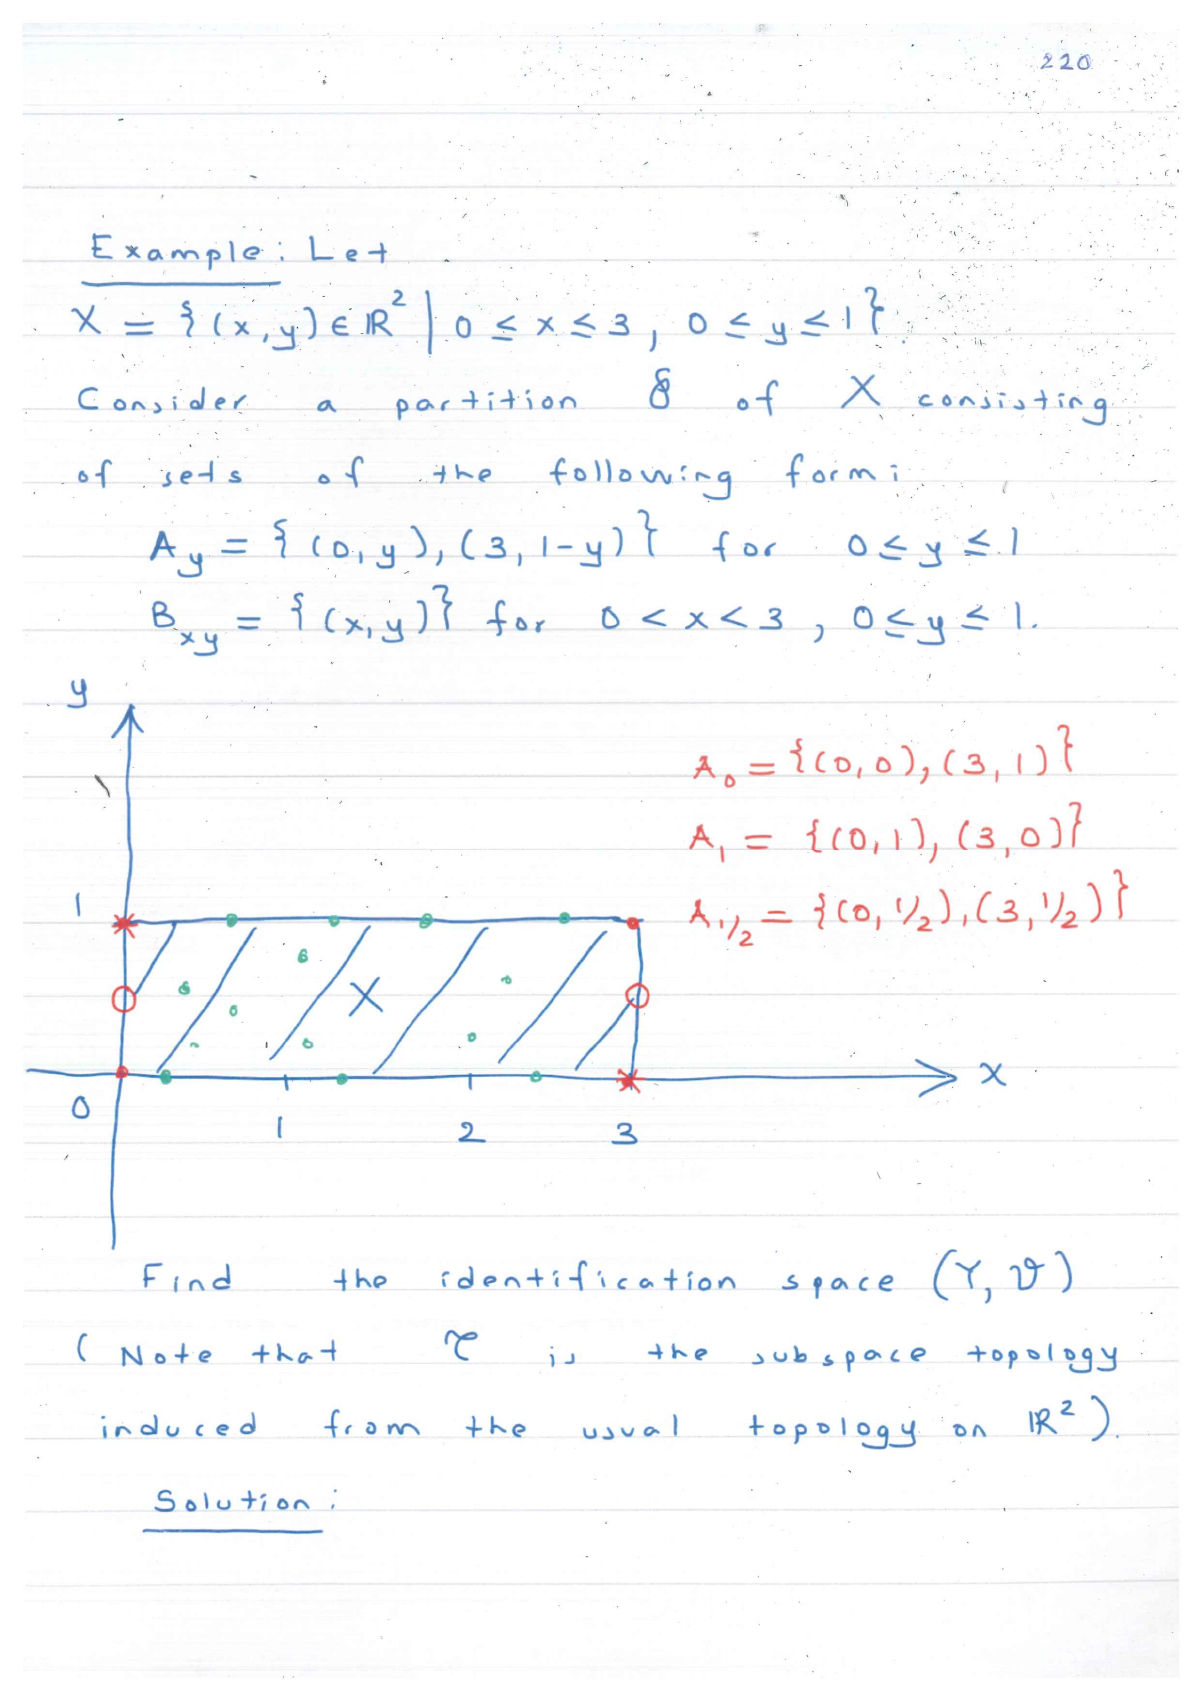 220
Example: Let
X = {(x,y) ∈ ℝ² | 0 ≤ x ≤ 3, 0 ≤ y ≤ 1}.
Consider a partition 𝒮 of X consisting
of sets of the following form:
A_y = {(0,y), (3,1-y)} for 0 ≤ y ≤ 1
B_xy = {(x,y)} for 0 < x < 3, 0 ≤ y ≤ 1.
y
A_0 = {(0,0), (3,1)}
A_1 = {(0,1), (3,0)}
A_1/2 = {(0,1/2), (3,1/2)}
1
X
x
0
1 2 3
Find the identification space (Y, ϑ)
(Note that τ is the subspace topology
induced from the usual topology on ℝ²).
Solution: